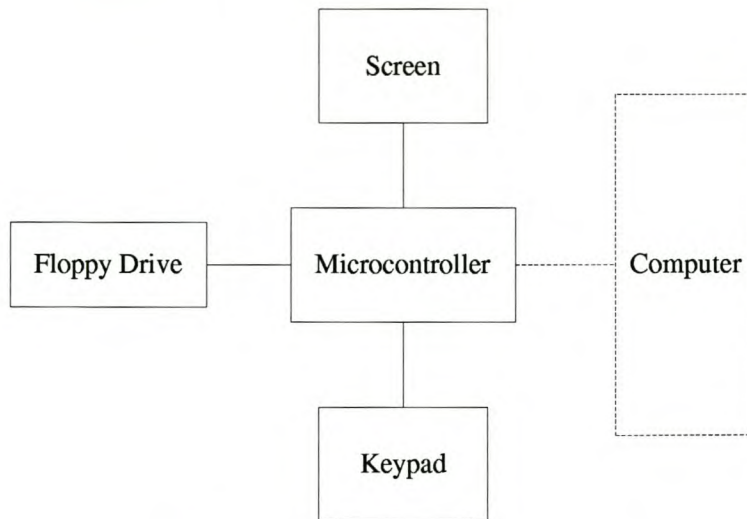 Screen
Floppy Drive
Microcontroller
Computer
Keypad